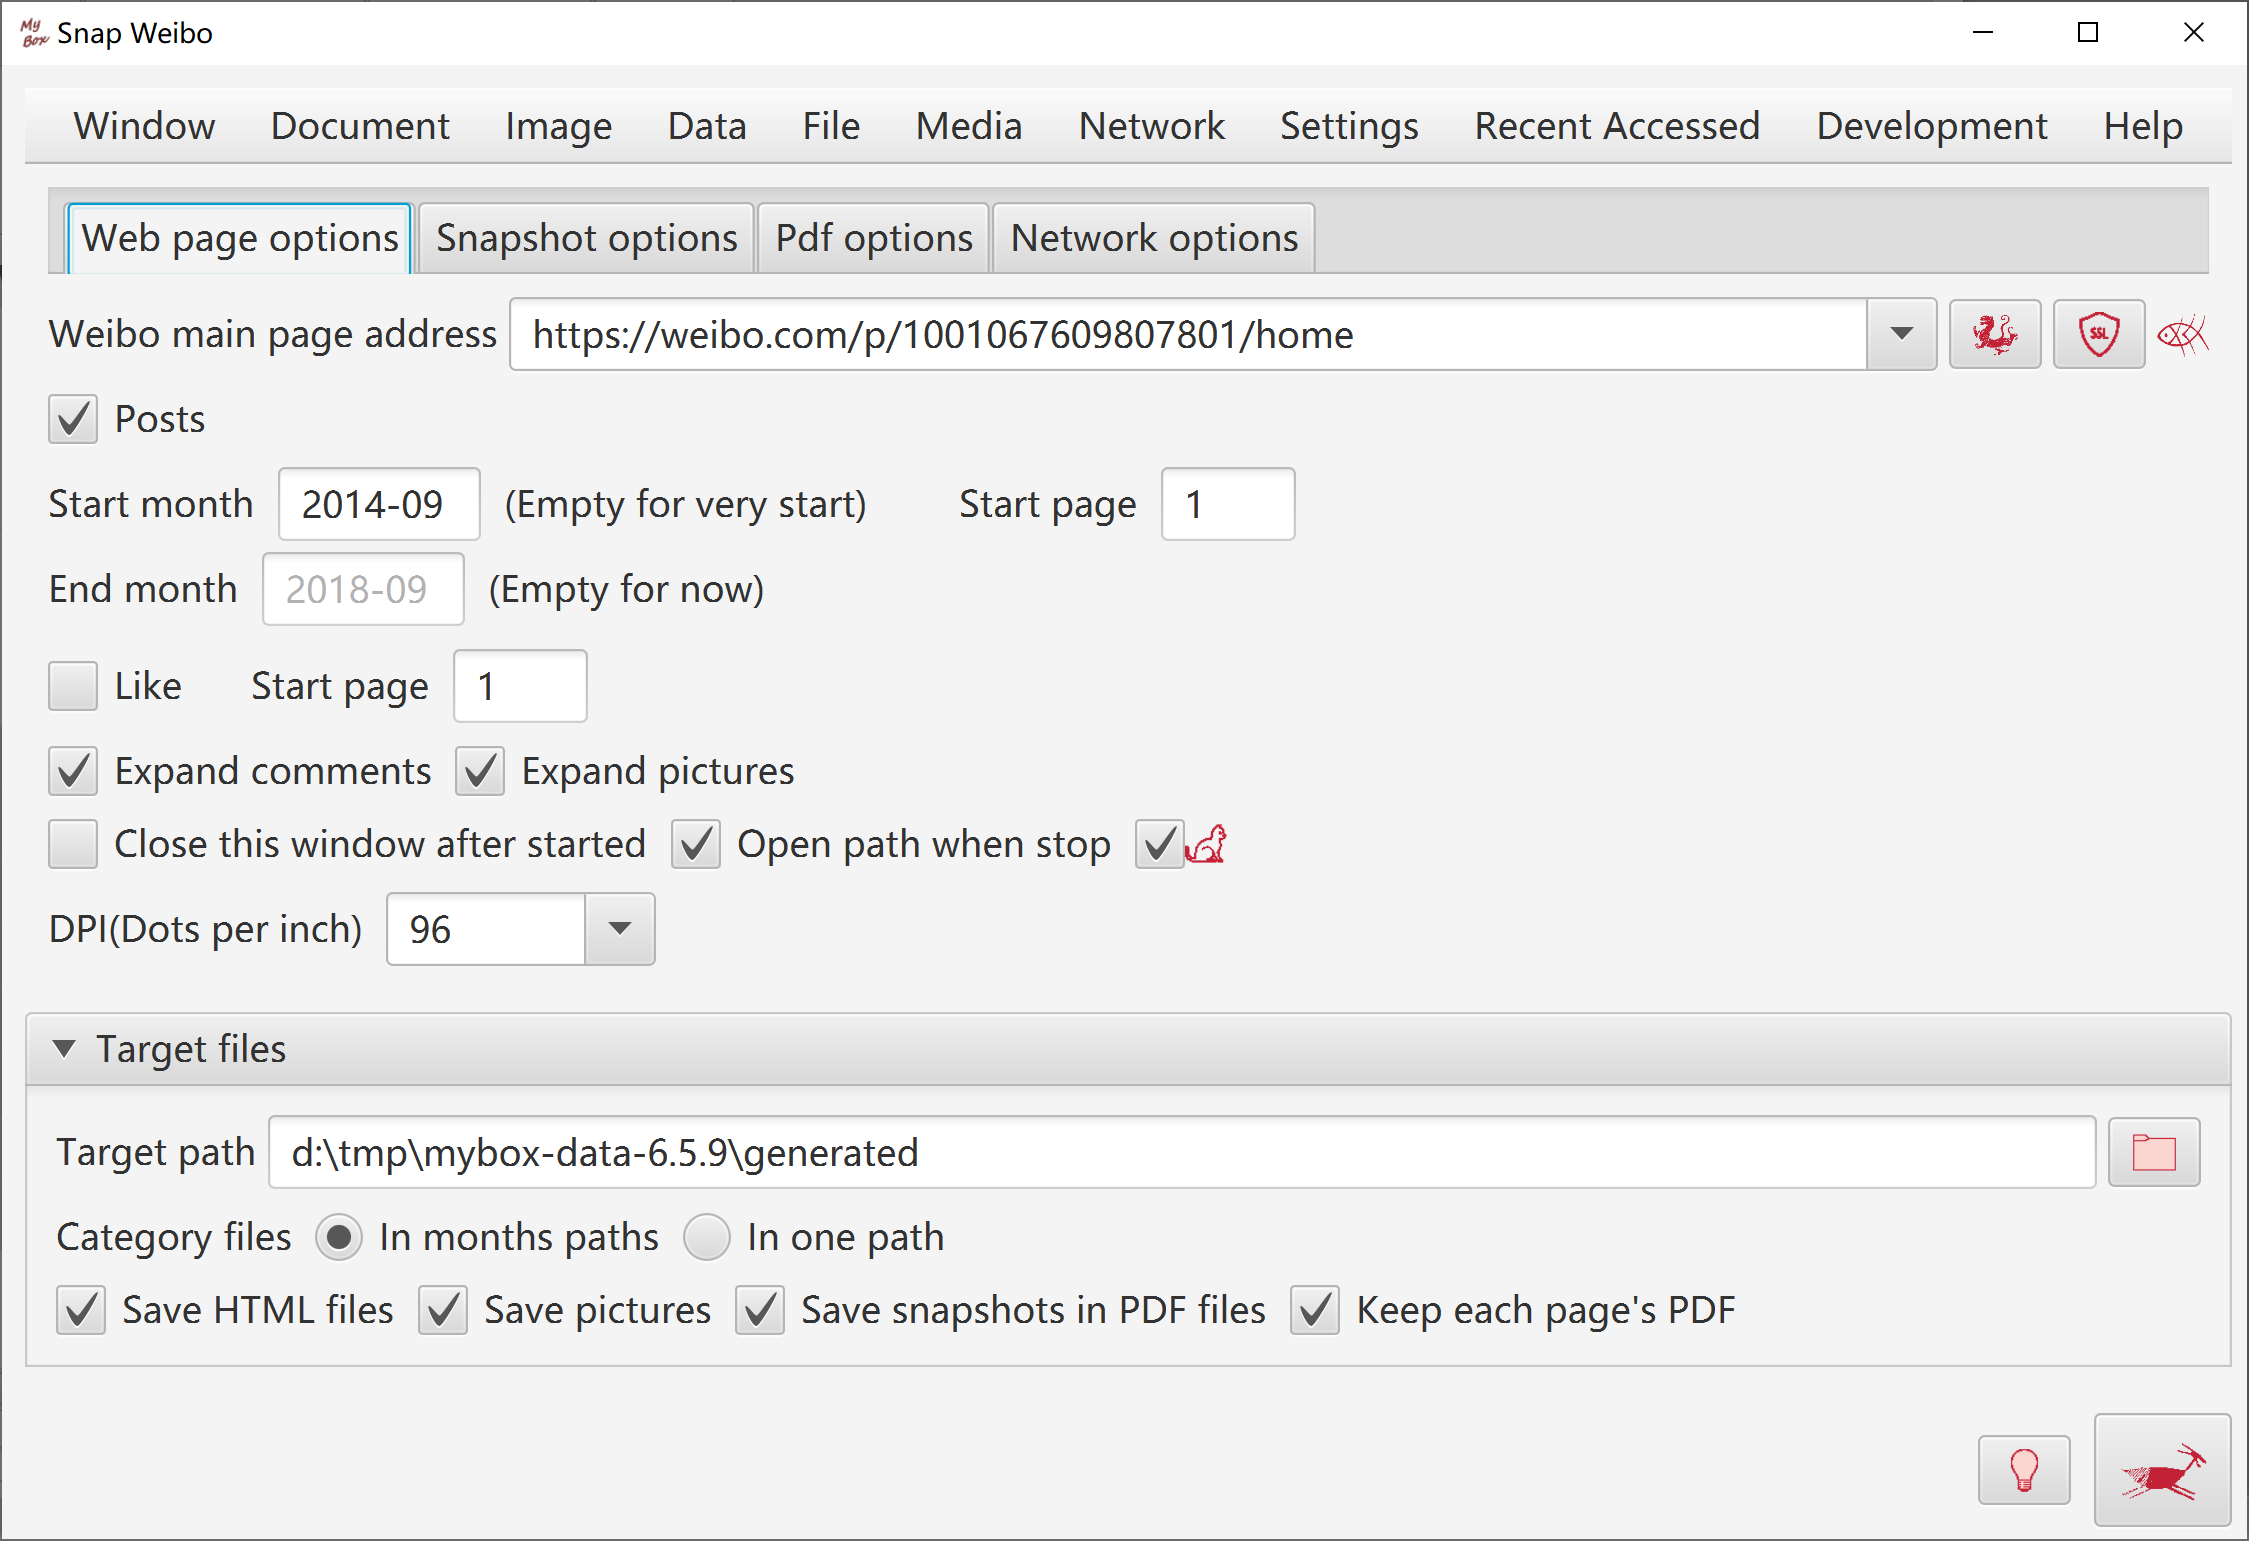 My Box Snap Weibo
Window Document Image Data File Media Network Settings Recent Accessed Development Help
Web page options Snapshot options Pdf options Network options
Weibo main page address https://weibo.com/p/1001067609807801/home SSL
Posts
Start month 2014-09 (Empty for very start) Start page 1
End month 2018-09 (Empty for now)
Like Start page 1
Expand comments Expand pictures
Close this window after started Open path when stop
DPI(Dots per inch) 96
Target files
Target path d:\tmp\mybox-data-6.5.9\generated
Category files In months paths In one path
Save HTML files Save pictures Save snapshots in PDF files Keep each page's PDF